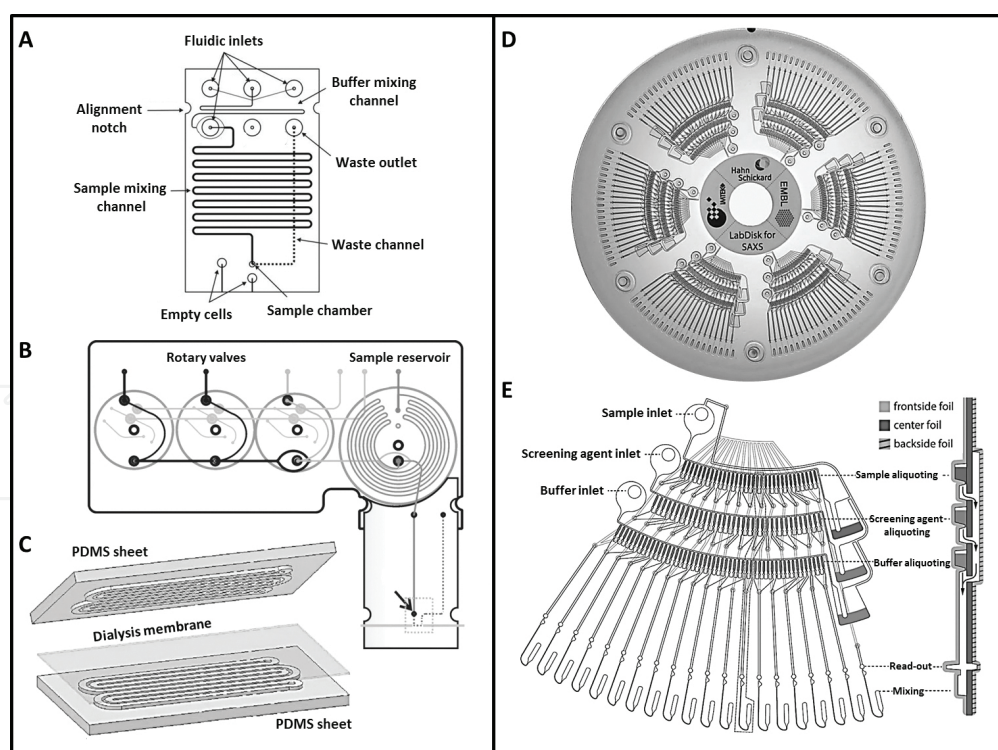 A
Fluidic inlets
Buffer mixing
channel
Alignment
notch
Waste outlet
Sample mixing
channel
Waste channel
Empty cells
Sample chamber
B
Rotary valves
Sample reservoir
C
PDMS sheet
Dialysis membrane
PDMS sheet
D
Hahn
Schickard
IMTEK
EMBL
LabDisk for
SAXS
E
Sample inlet
Screening agent inlet
Buffer inlet
frontside foil
center foil
backside foil
Sample aliquoting
Screening agent
aliquoting
Buffer aliquoting
Read-out
Mixing